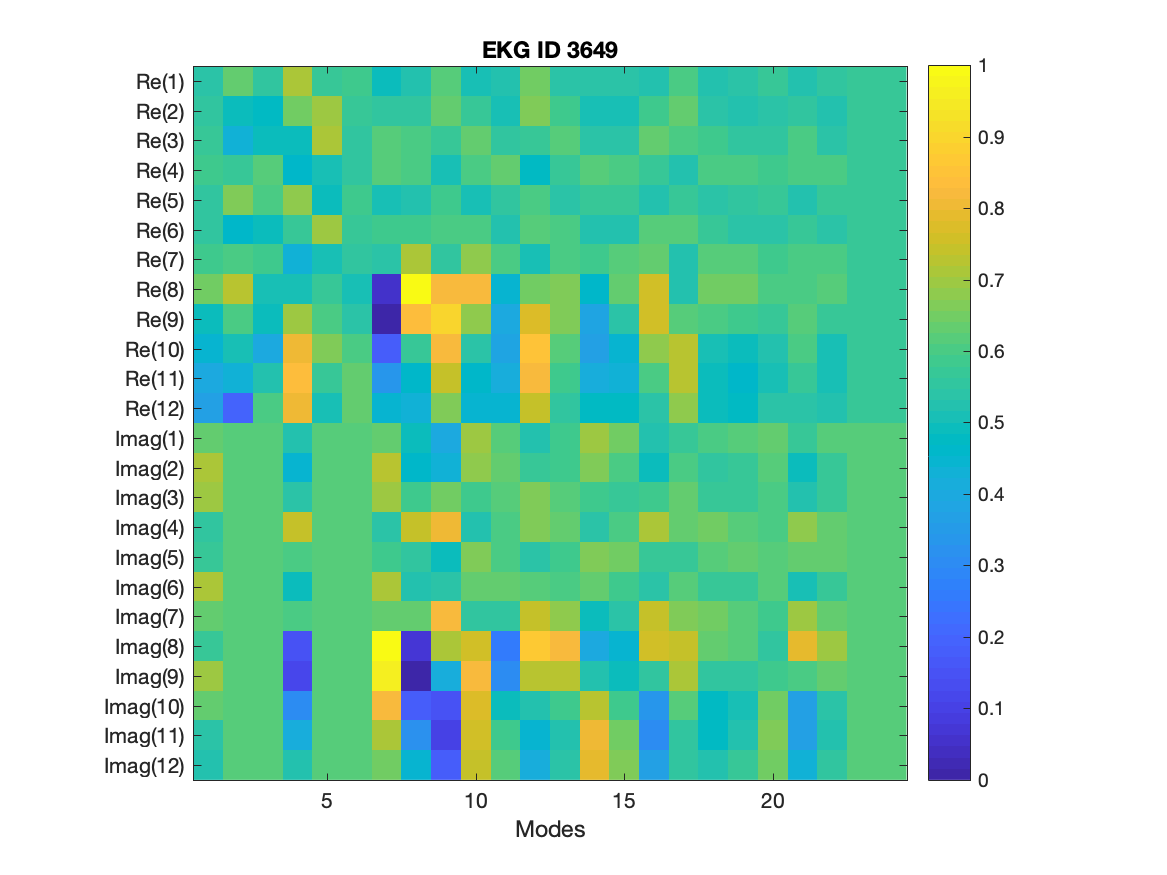 EKG ID 3649
Re(1)
Re(2)
Re(3)
Re(4)
Re(5)
Re(6)
Re(7)
Re(8)
Re(9)
Re(10)
Re(11)
Re(12)
Imag(1)
Imag(2)
Imag(3)
Imag(4)
Imag(5)
Imag(6)
Imag(7)
Imag(8)
Imag(9)
Imag(10)
Imag(11)
Imag(12)
5 10 15 20
Modes
1
0.9
0.8
0.7
0.6
0.5
0.4
0.3
0.2
0.1
0